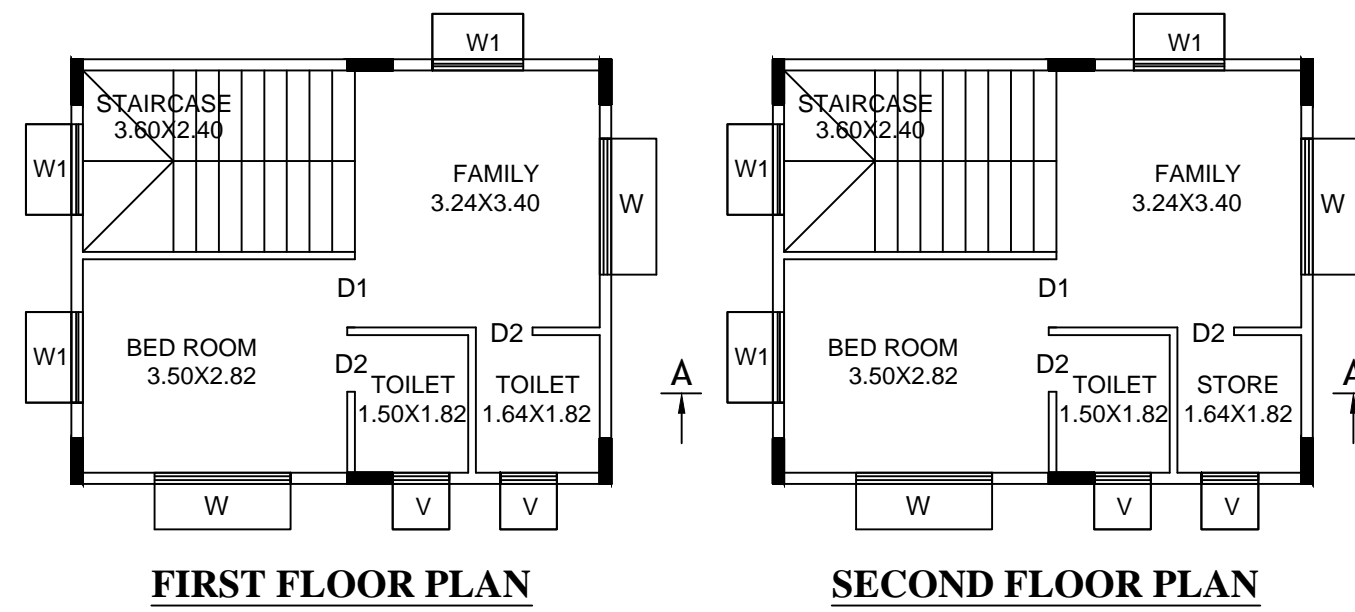 W1
STAIRCASE
3.60X2.40
W1
FAMILY
3.24X3.40
W
D1
W1
BED ROOM
3.50X2.82
D2
D2
TOILET
1.50X1.82
TOILET
1.64X1.82
A
W
V
V
FIRST FLOOR PLAN
W1
STAIRCASE
3.60X2.40
W1
FAMILY
3.24X3.40
W
D1
W1
BED ROOM
3.50X2.82
D2
D2
TOILET
1.50X1.82
STORE
1.64X1.82
A
W
V
V
SECOND FLOOR PLAN